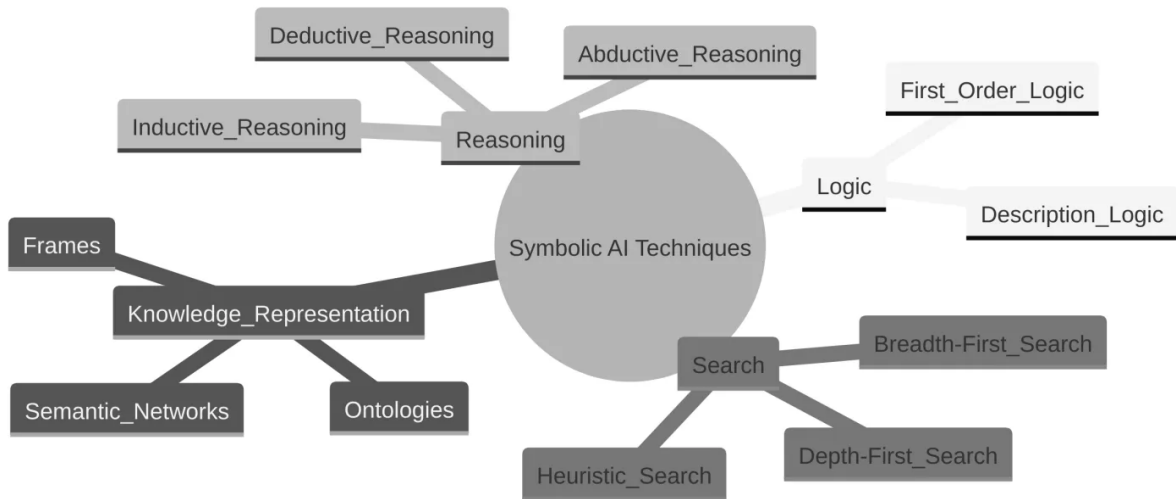 Deductive_Reasoning
Abductive_Reasoning
Inductive_Reasoning
Reasoning
First_Order_Logic
Logic
Description_Logic
Symbolic AI Techniques
Frames
Knowledge_Representation
Semantic_Networks
Ontologies
Search
Breadth-First_Search
Depth-First_Search
Heuristic_Search